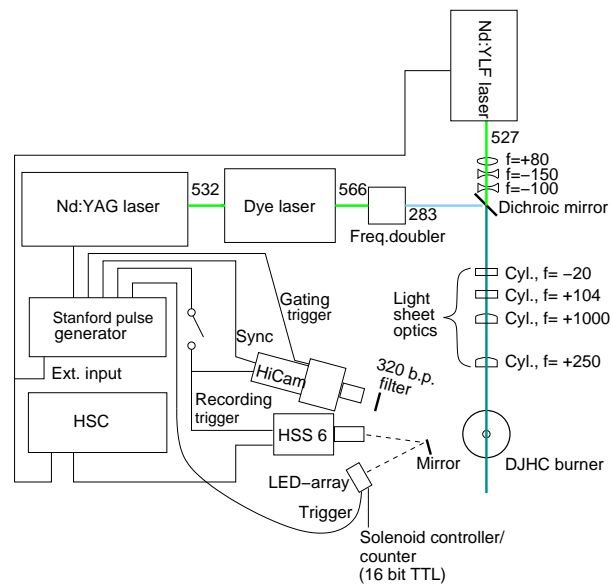 Nd:YLF laser
527
f=+80
f=−150
f=−100
Dichroic mirror
Nd:YAG laser
532
Dye laser
566
Freq.doubler
283
Cyl., f= −20
Cyl., f= +104
Cyl., f= +1000
Cyl., f= +250
Light
sheet
optics
Stanford pulse
generator
Gating
trigger
Sync
HiCam
320 b.p.
filter
Ext. input
Recording
trigger
HSC
HSS 6
Mirror
DJHC burner
LED−array
Trigger
Solenoid controller/
counter
(16 bit TTL)